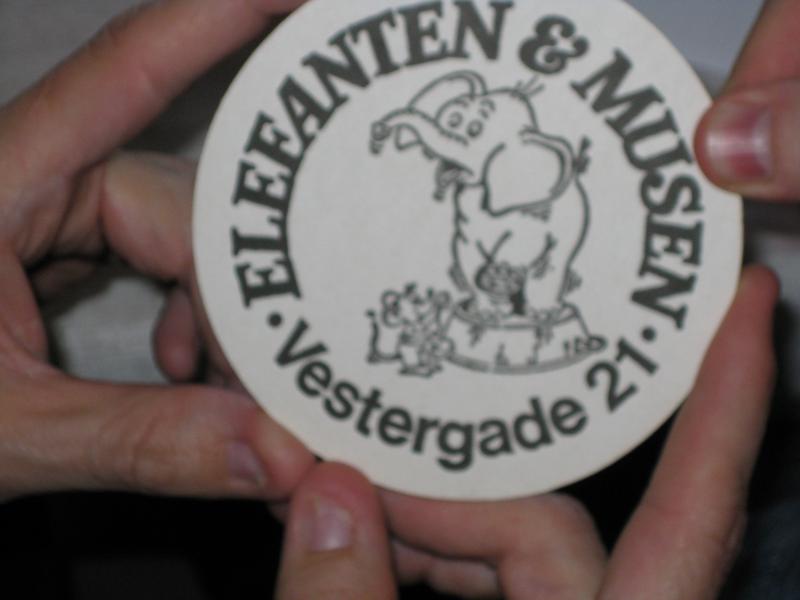 ELEFANTEN & MUSEN
• Vestergade 21 •